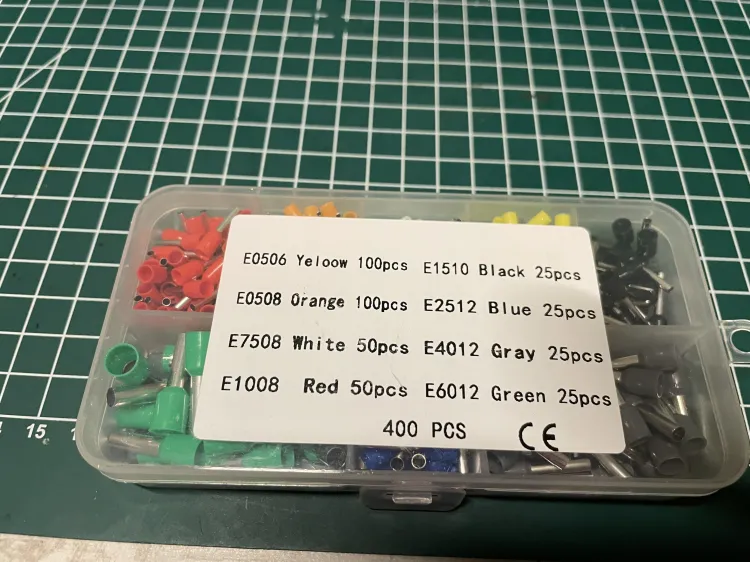 E0506 Yeloow 100pcs E1510 Black 25pcs
E0508 Orange 100pcs E2512 Blue 25pcs
E7508 White 50pcs E4012 Gray 25pcs
E1008 Red 50pcs E6012 Green 25pcs
400 PCS CE
15